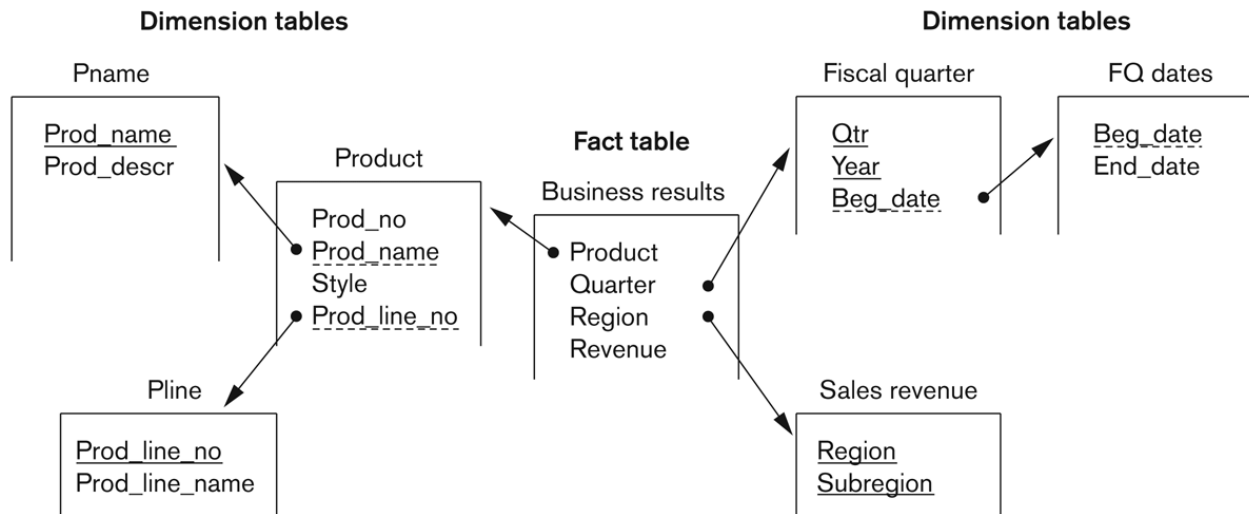 Dimension tables
Pname
Prod_name
Prod_descr
Product
Prod_no
Prod_name
Style
Prod_line_no
Pline
Prod_line_no
Prod_line_name
Fact table
Business results
Product
Quarter
Region
Revenue
Dimension tables
Fiscal quarter
Qtr
Year
Beg_date
FQ dates
Beg_date
End_date
Sales revenue
Region
Subregion